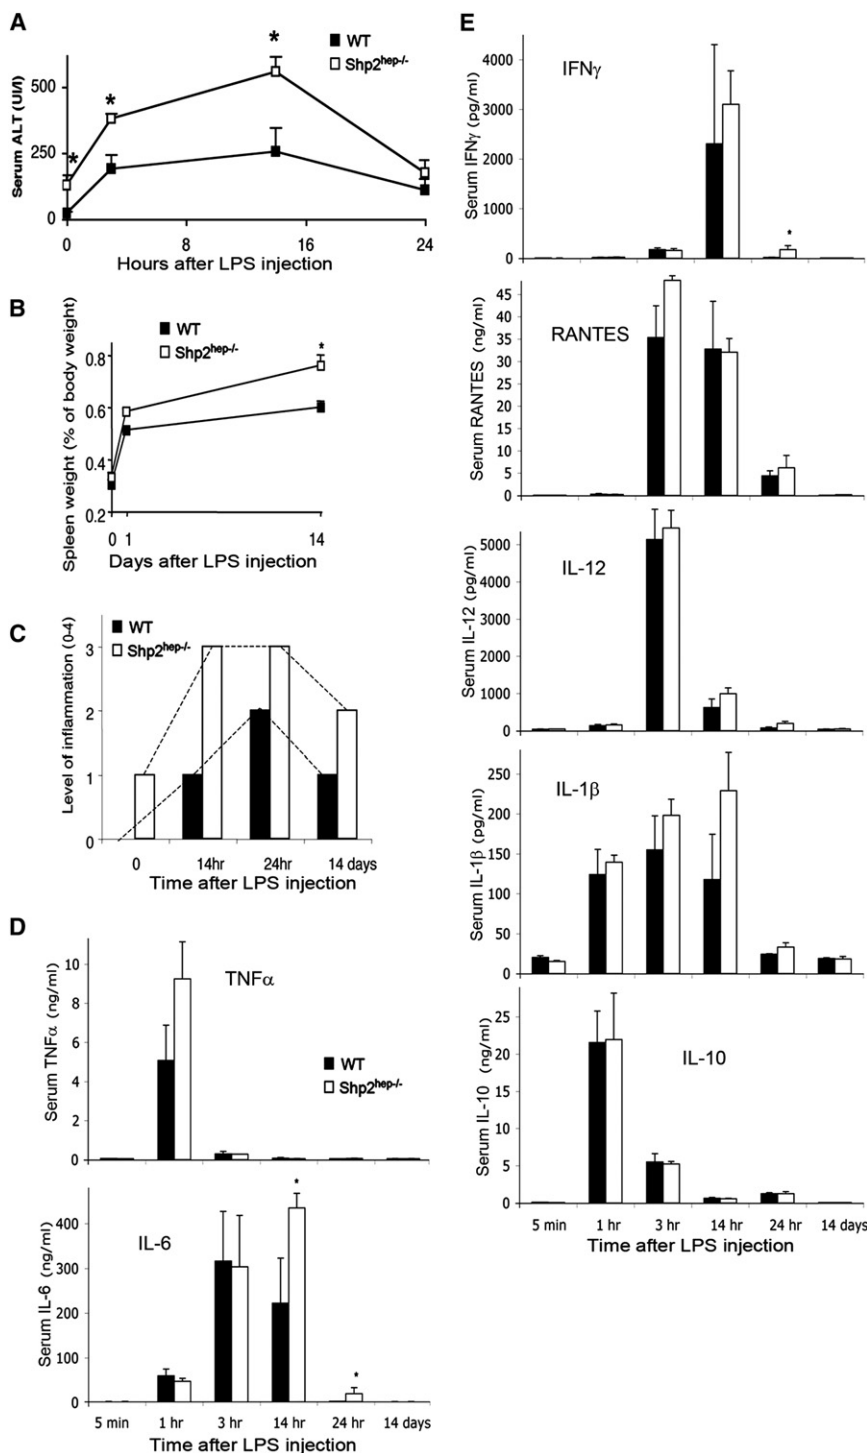 A
WT
Shp2hep-/-
Serum ALT (UI/l)
500
250
0
*
*
*
0 8 16 24
Hours after LPS injection
B
WT
Shp2hep-/-
Spleen weight (% of body weight)
0.8
0.6
0.4
0.2
*
0 1 14
Days after LPS injection
C
WT
Shp2hep-/-
Level of inflammation (0-4)
3
2
1
0
0 14hr 24hr 14 days
Time after LPS injection
D
TNFα
Serum TNFα (ng/ml)
10
8
6
4
2
0
WT
Shp2hep-/-
IL-6
Serum IL-6 (ng/ml)
400
300
200
100
0
*
*
5 min 1 hr 3 hr 14 hr 24 hr 14 days
Time after LPS injection
E
IFNγ
Serum IFNγ (pg/ml)
4000
3000
2000
1000
0
*
RANTES
Serum RANTES (ng/ml)
45
40
35
30
25
20
15
10
5
0
IL-12
Serum IL-12 (pg/ml)
5000
4000
3000
2000
1000
0
IL-1β
Serum IL-1β (pg/ml)
250
200
150
100
50
0
IL-10
Serum IL-10 (ng/ml)
25
20
15
10
5
0
5 min 1 hr 3 hr 14 hr 24 hr 14 days
Time after LPS injection